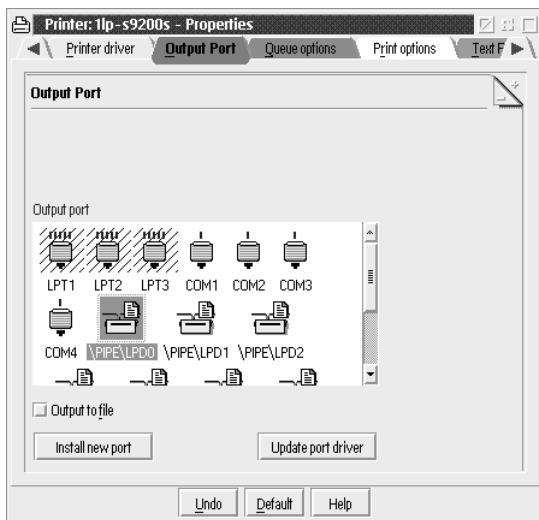 Printer: 1lp-s9200s - Properties
Printer driver Output Port Queue options Print options Text F
Output Port
Output port
LPT1 LPT2 LPT3 COM1 COM2 COM3
COM4 \PIPE\LPD0 \PIPE\LPD1 \PIPE\LPD2
Output to file
Install new port Update port driver
Undo Default Help